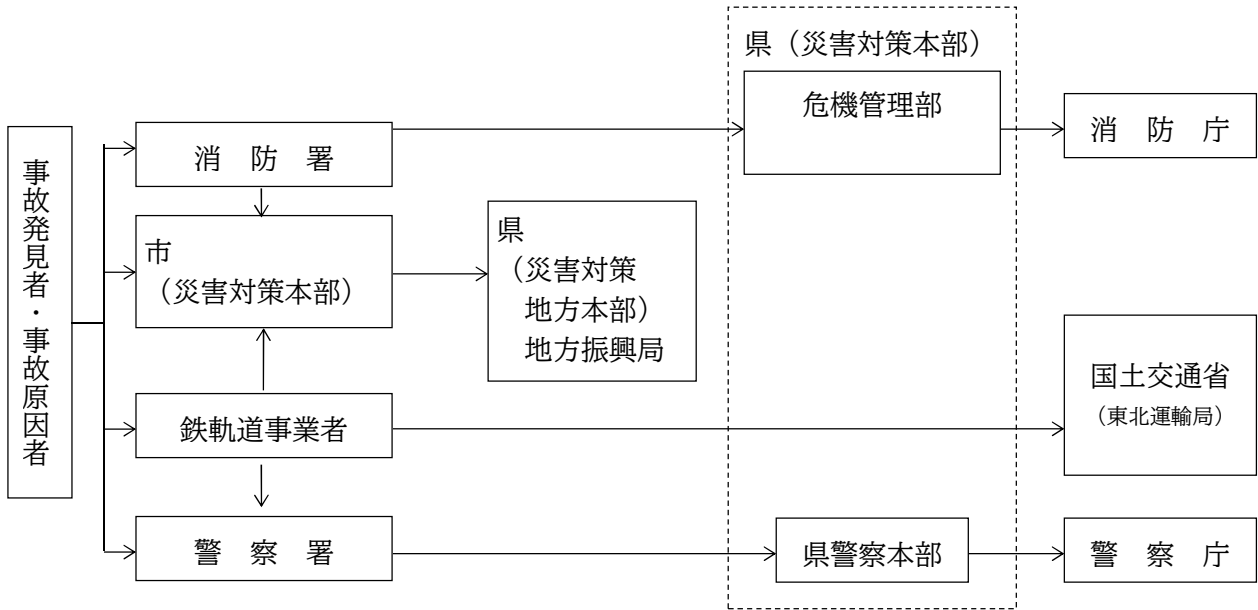 事故発見者・事故原因者
消　防　署
市
（災害対策本部）
鉄軌道事業者
警　察　署
県
（災害対策
地方本部）
地方振興局
県（災害対策本部）
危機管理部
県警察本部
消　防　庁
国土交通省
（東北運輸局）
警　察　庁